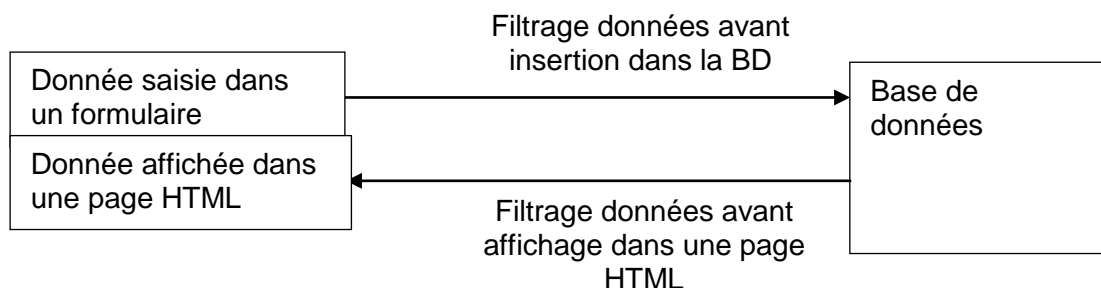 Filtrage données avant
insertion dans la BD
Donnée saisie dans
un formulaire
Base de
données
Donnée affichée dans
une page HTML
Filtrage données avant
affichage dans une page
HTML